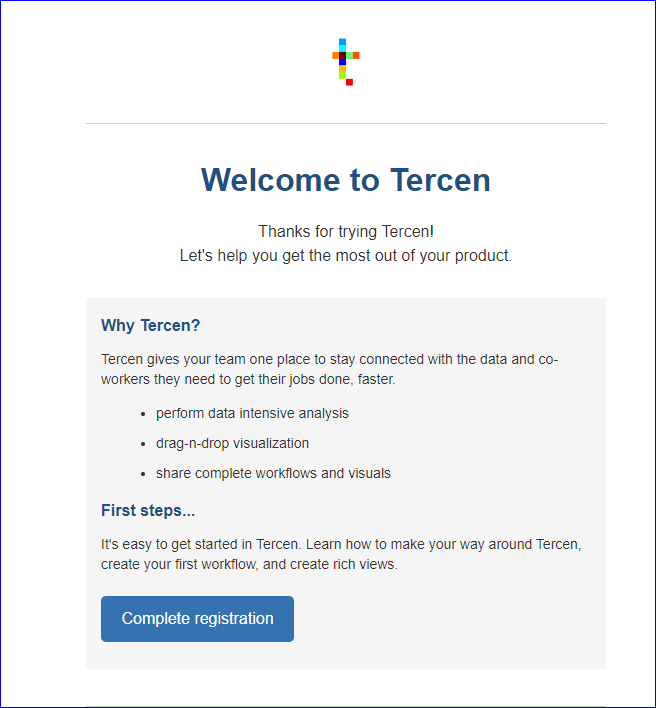 t
Welcome to Tercen
Thanks for trying Tercen!
Let's help you get the most out of your product.
Why Tercen?
Tercen gives your team one place to stay connected with the data and co-
workers they need to get their jobs done, faster.
• perform data intensive analysis
• drag-n-drop visualization
• share complete workflows and visuals
First steps...
It's easy to get started in Tercen. Learn how to make your way around Tercen,
create your first workflow, and create rich views.
Complete registration